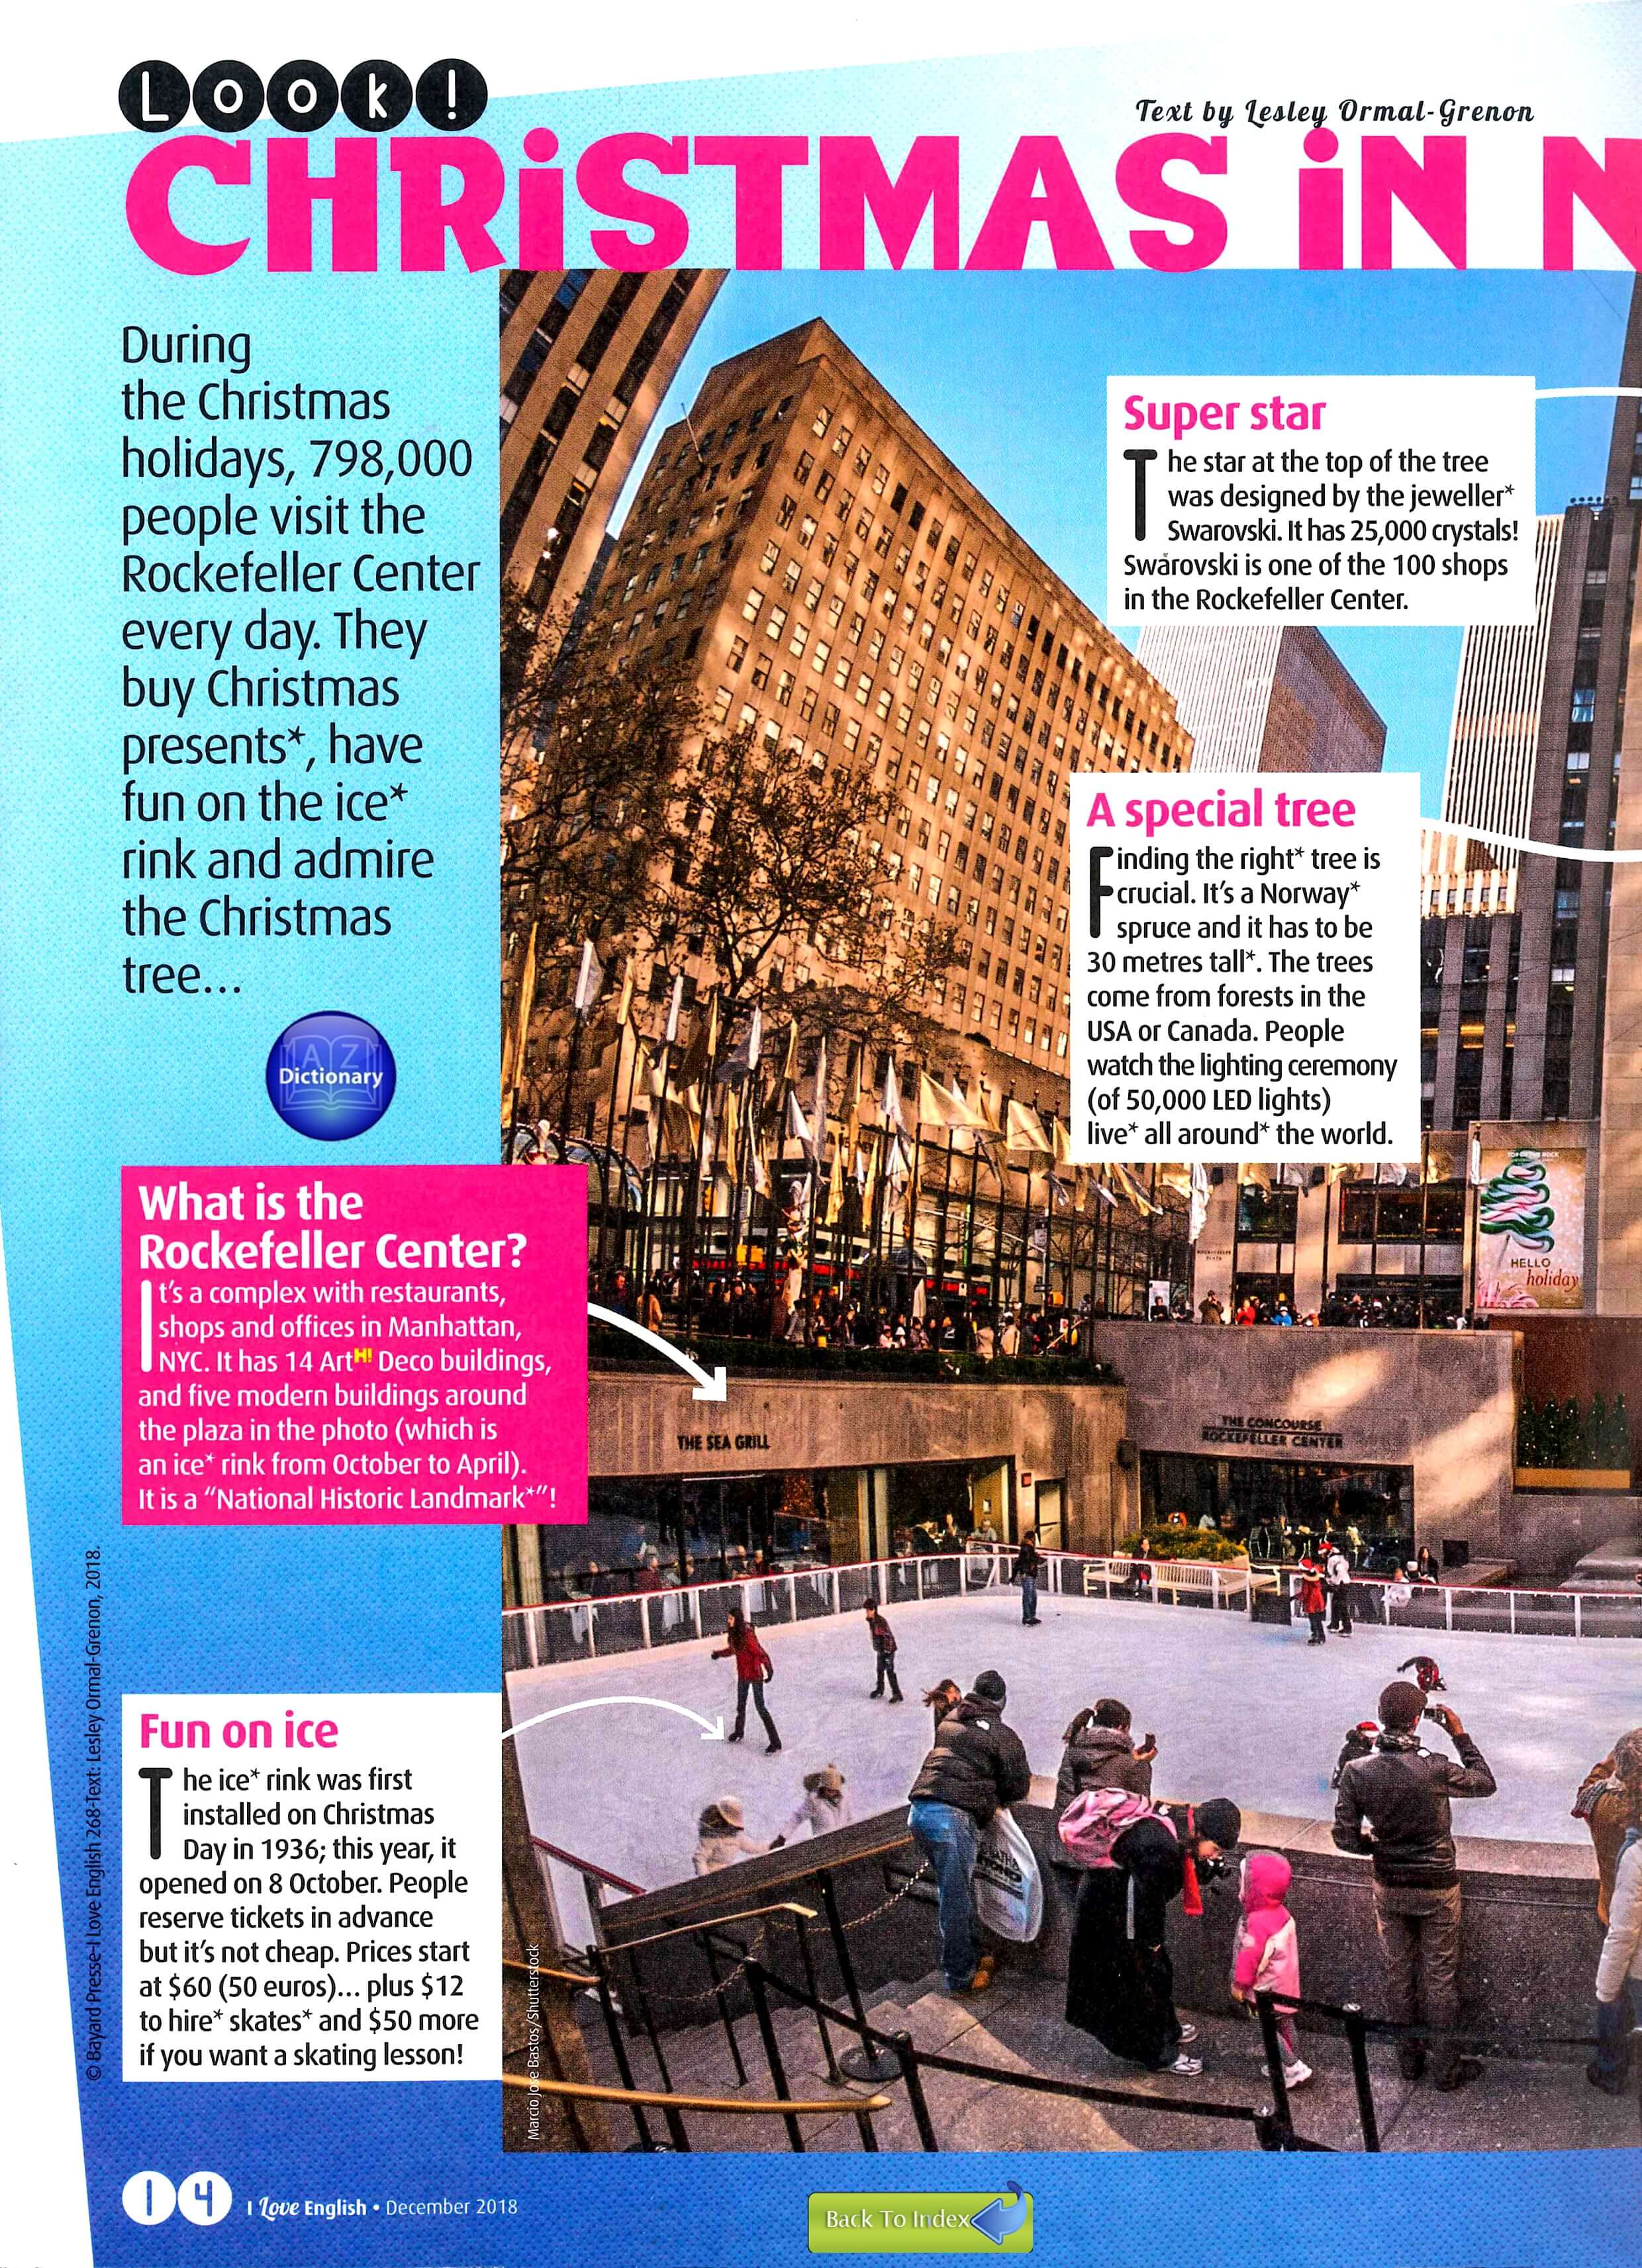 Look!
Text by Lesley Ormal-Grenon
CHRiSTMAS iN N
During
the Christmas
holidays, 798,000
people visit the
Rockefeller Center
every day. They
buy Christmas
presents*, have
fun on the ice*
rink and admire
the Christmas
tree...
A Z
Dictionary
What is the
Rockefeller Center?
It's a complex with restaurants,
shops and offices in Manhattan,
NYC. It has 14 Art H! Deco buildings,
and five modern buildings around
the plaza in the photo (which is
an ice* rink from October to April).
It is a “National Historic Landmark*”!
Fun on ice
The ice* rink was first
installed on Christmas
Day in 1936; this year, it
opened on 8 October. People
reserve tickets in advance
but it's not cheap. Prices start
at $60 (50 euros)... plus $12
to hire* skates* and $50 more
if you want a skating lesson!
Super star
The star at the top of the tree
was designed by the jeweller*
Swarovski. It has 25,000 crystals!
Swarovski is one of the 100 shops
in the Rockefeller Center.
A special tree
Finding the right* tree is
crucial. It's a Norway*
spruce and it has to be
30 metres tall*. The trees
come from forests in the
USA or Canada. People
watch the lighting ceremony
(of 50,000 LED lights)
live* all around* the world.
TOP OF THE ROCK
HELLO
holiday
THE SEA GRILL
THE CONCOURSE
ROCKEFELLER CENTER
© Bayard Presse-I Love English 268-Text: Lesley Ormal-Grenon, 2018.
Marcio Jose Bastos/Shutterstock
14 I Love English • December 2018
Back To Index